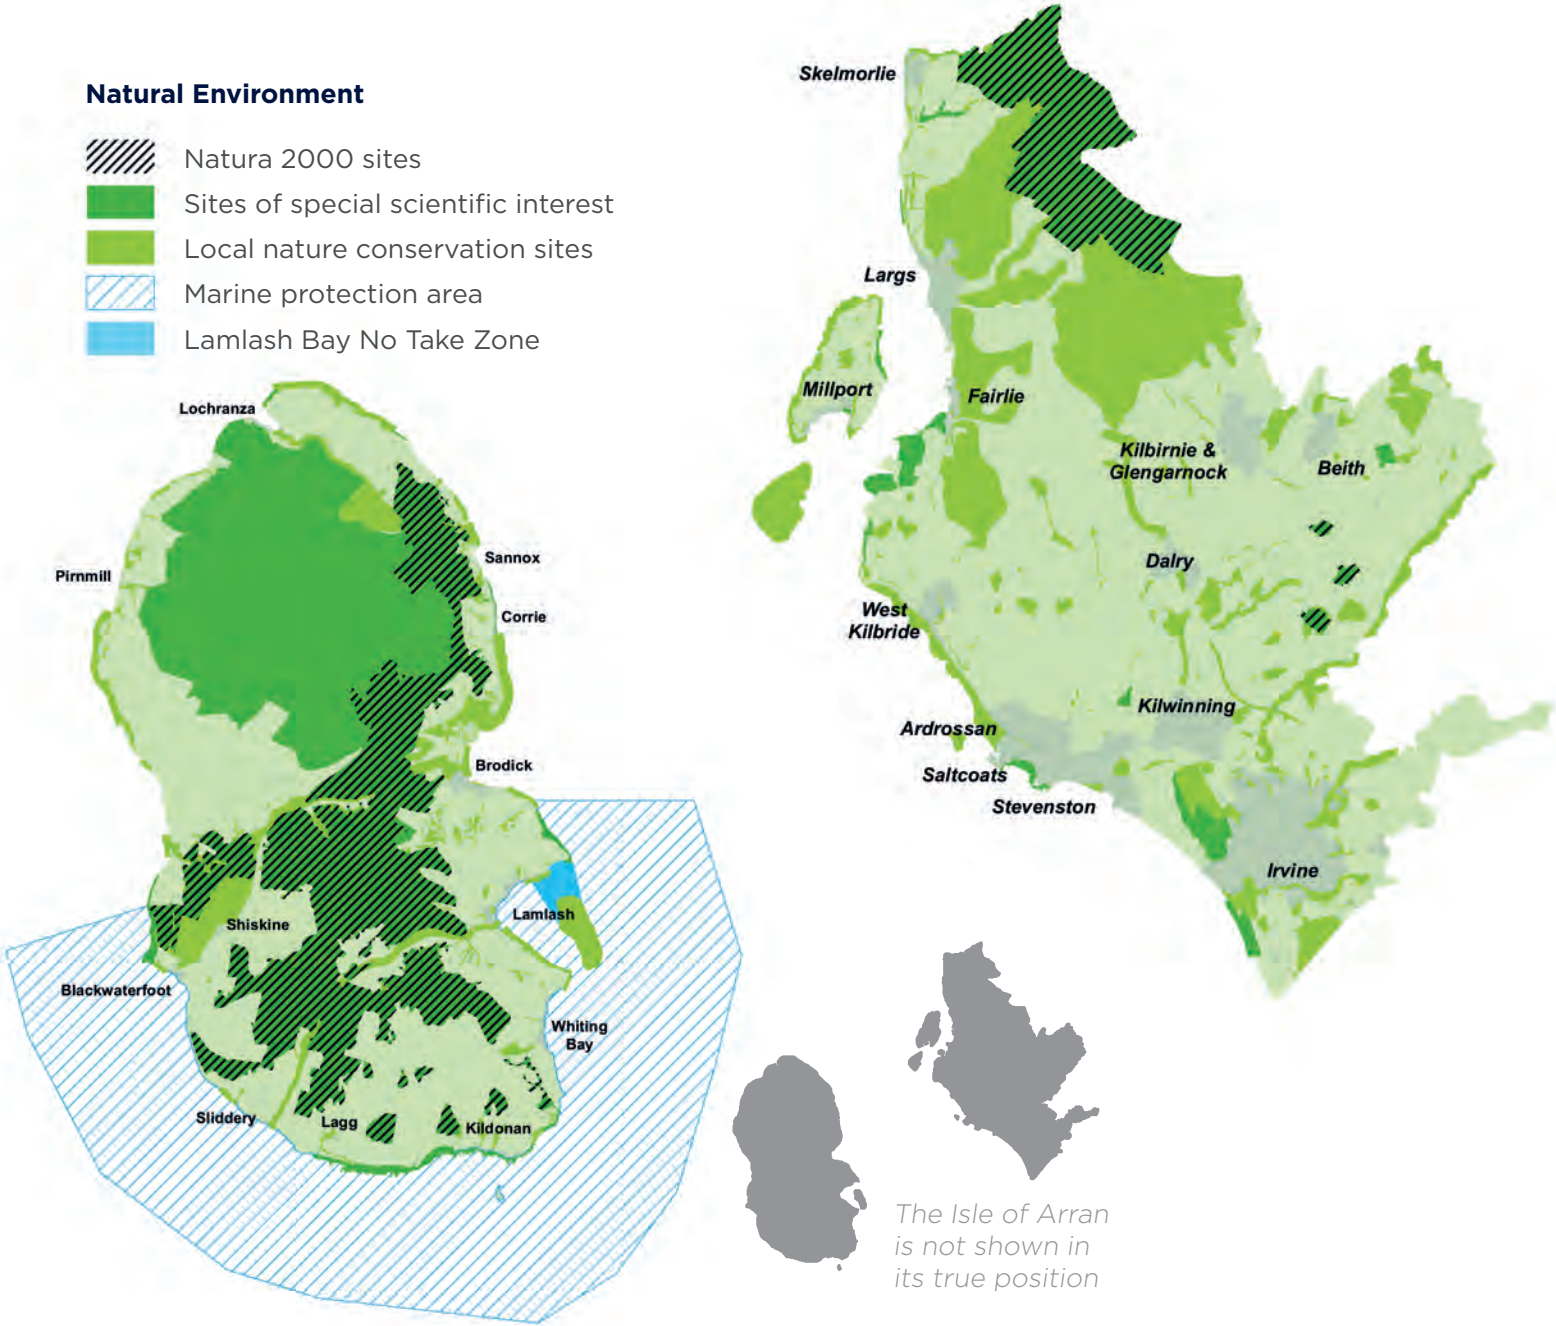 Natural Environment
Natura 2000 sites
Sites of special scientific interest
Local nature conservation sites
Marine protection area
Lamlash Bay No Take Zone
Skelmorlie
Largs
Millport
Fairlie
Kilbirnie &
Glengarnock
Beith
Dalry
West
Kilbride
Kilwinning
Ardrossan
Saltcoats
Stevenston
Irvine
Lochranza
Sannox
Pirnmill
Corrie
Brodick
Lamlash
Shiskine
Blackwaterfoot
Whiting
Bay
Sliddery
Lagg
Kildonan
The Isle of Arran
is not shown in
its true position